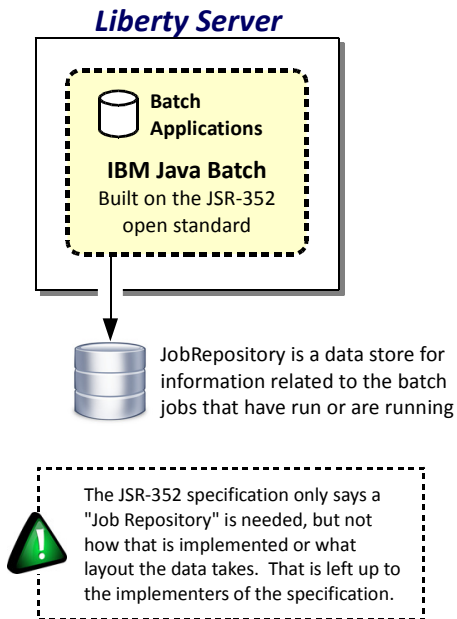 Liberty Server
Batch
Applications
IBM Java Batch
Built on the JSR-352
open standard
JobRepository is a data store for
information related to the batch
jobs that have run or are running
The JSR-352 specification only says a
"Job Repository" is needed, but not
how that is implemented or what
layout the data takes.  That is left up to
the implementers of the specification.